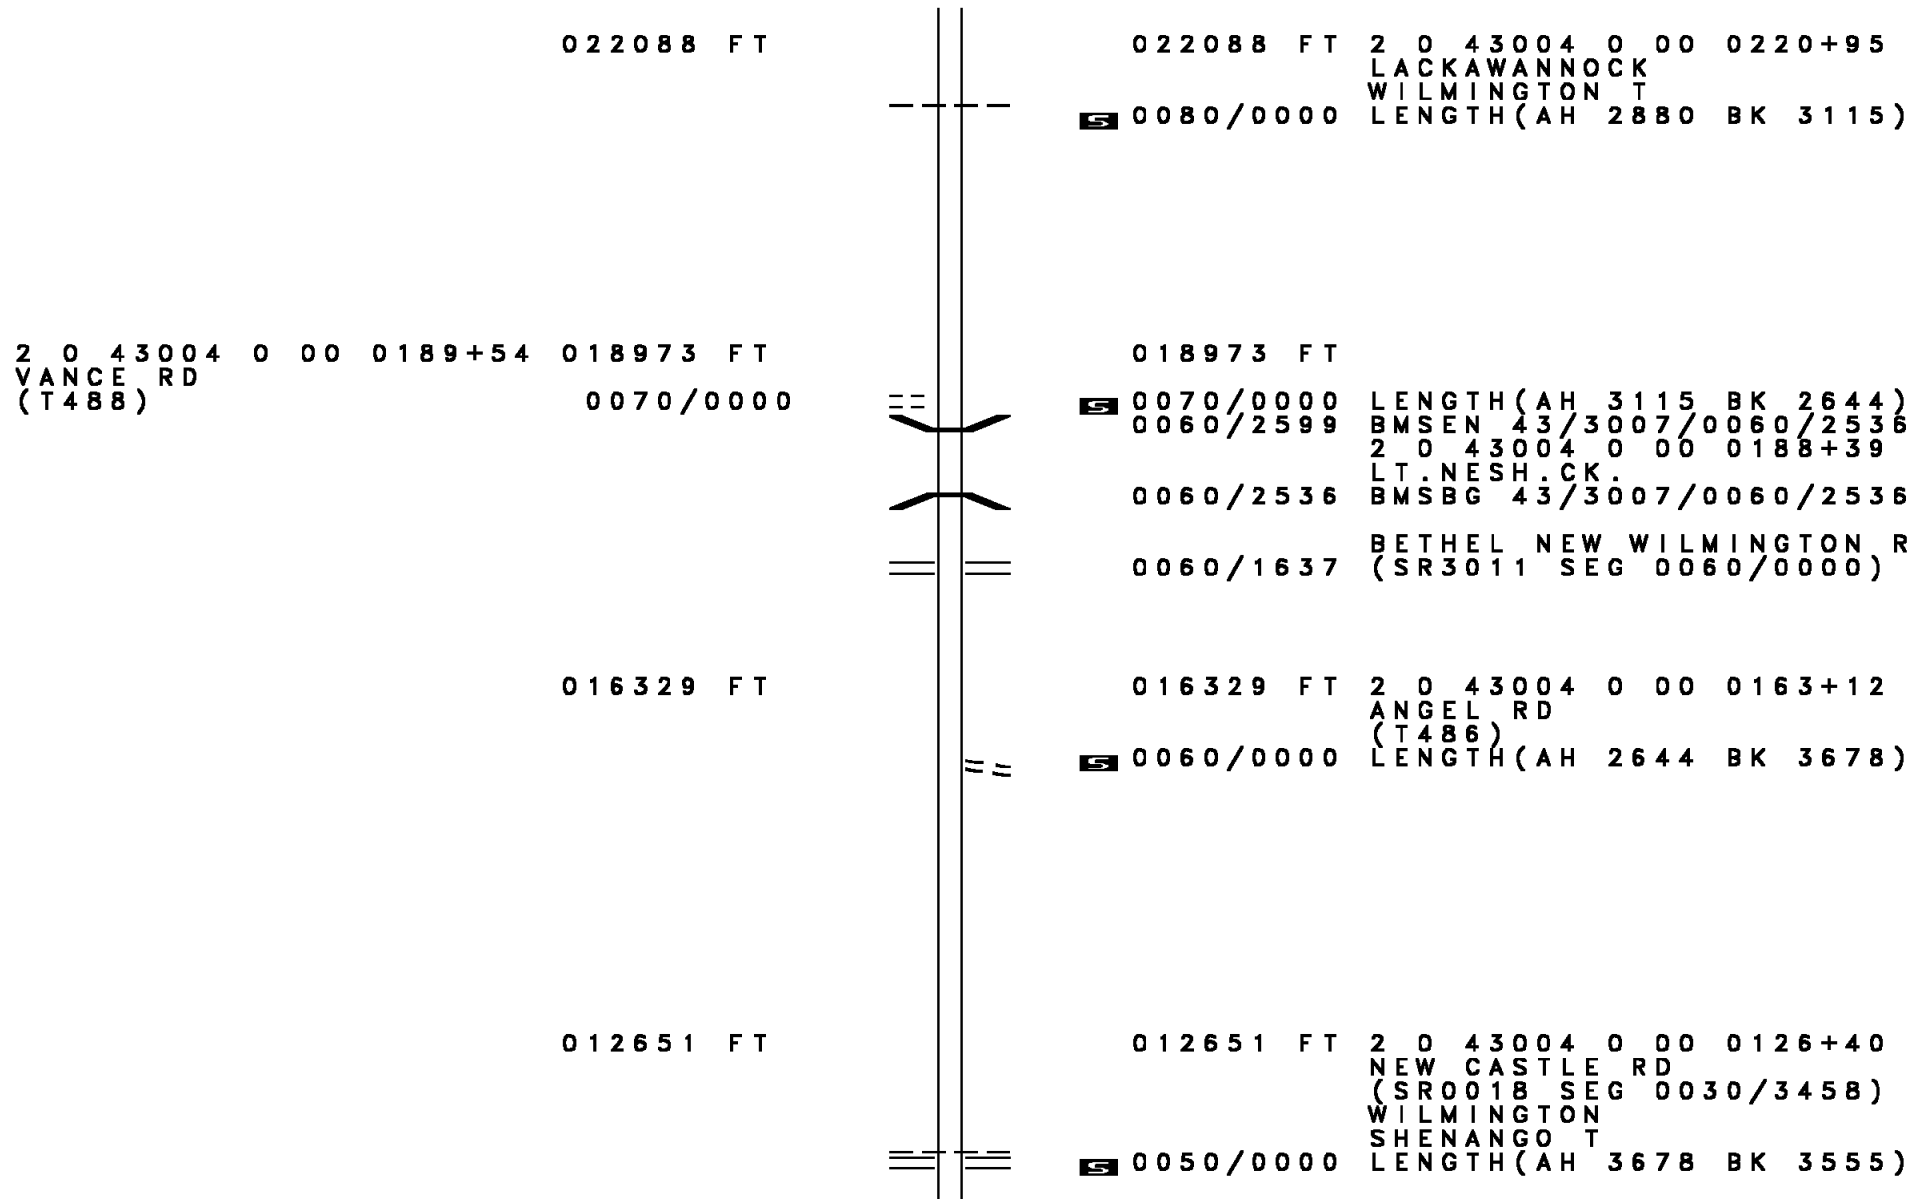 022088 FT 022088 FT 2 0 43004 0 00 0220+95
LACKAWANNOCK
WILMINGTON T
S 0080/0000 LENGTH(AH 2880 BK 3115)
2 0 43004 0 00 0189+54 018973 FT 018973 FT
VANCE RD
(T488) 0070/0000 S 0070/0000 LENGTH(AH 3115 BK 2644)
0060/2599 BMSEN 43/3007/0060/2536
2 0 43004 0 00 0188+39
LT.NESH.CK.
0060/2536 BMSBG 43/3007/0060/2536
BETHEL NEW WILMINGTON R
0060/1637 (SR3011 SEG 0060/0000)
016329 FT 016329 FT 2 0 43004 0 00 0163+12
ANGEL RD
(T486)
S 0060/0000 LENGTH(AH 2644 BK 3678)
012651 FT 012651 FT 2 0 43004 0 00 0126+40
NEW CASTLE RD
(SR0018 SEG 0030/3458)
WILMINGTON
SHENANGO T
S 0050/0000 LENGTH(AH 3678 BK 3555)